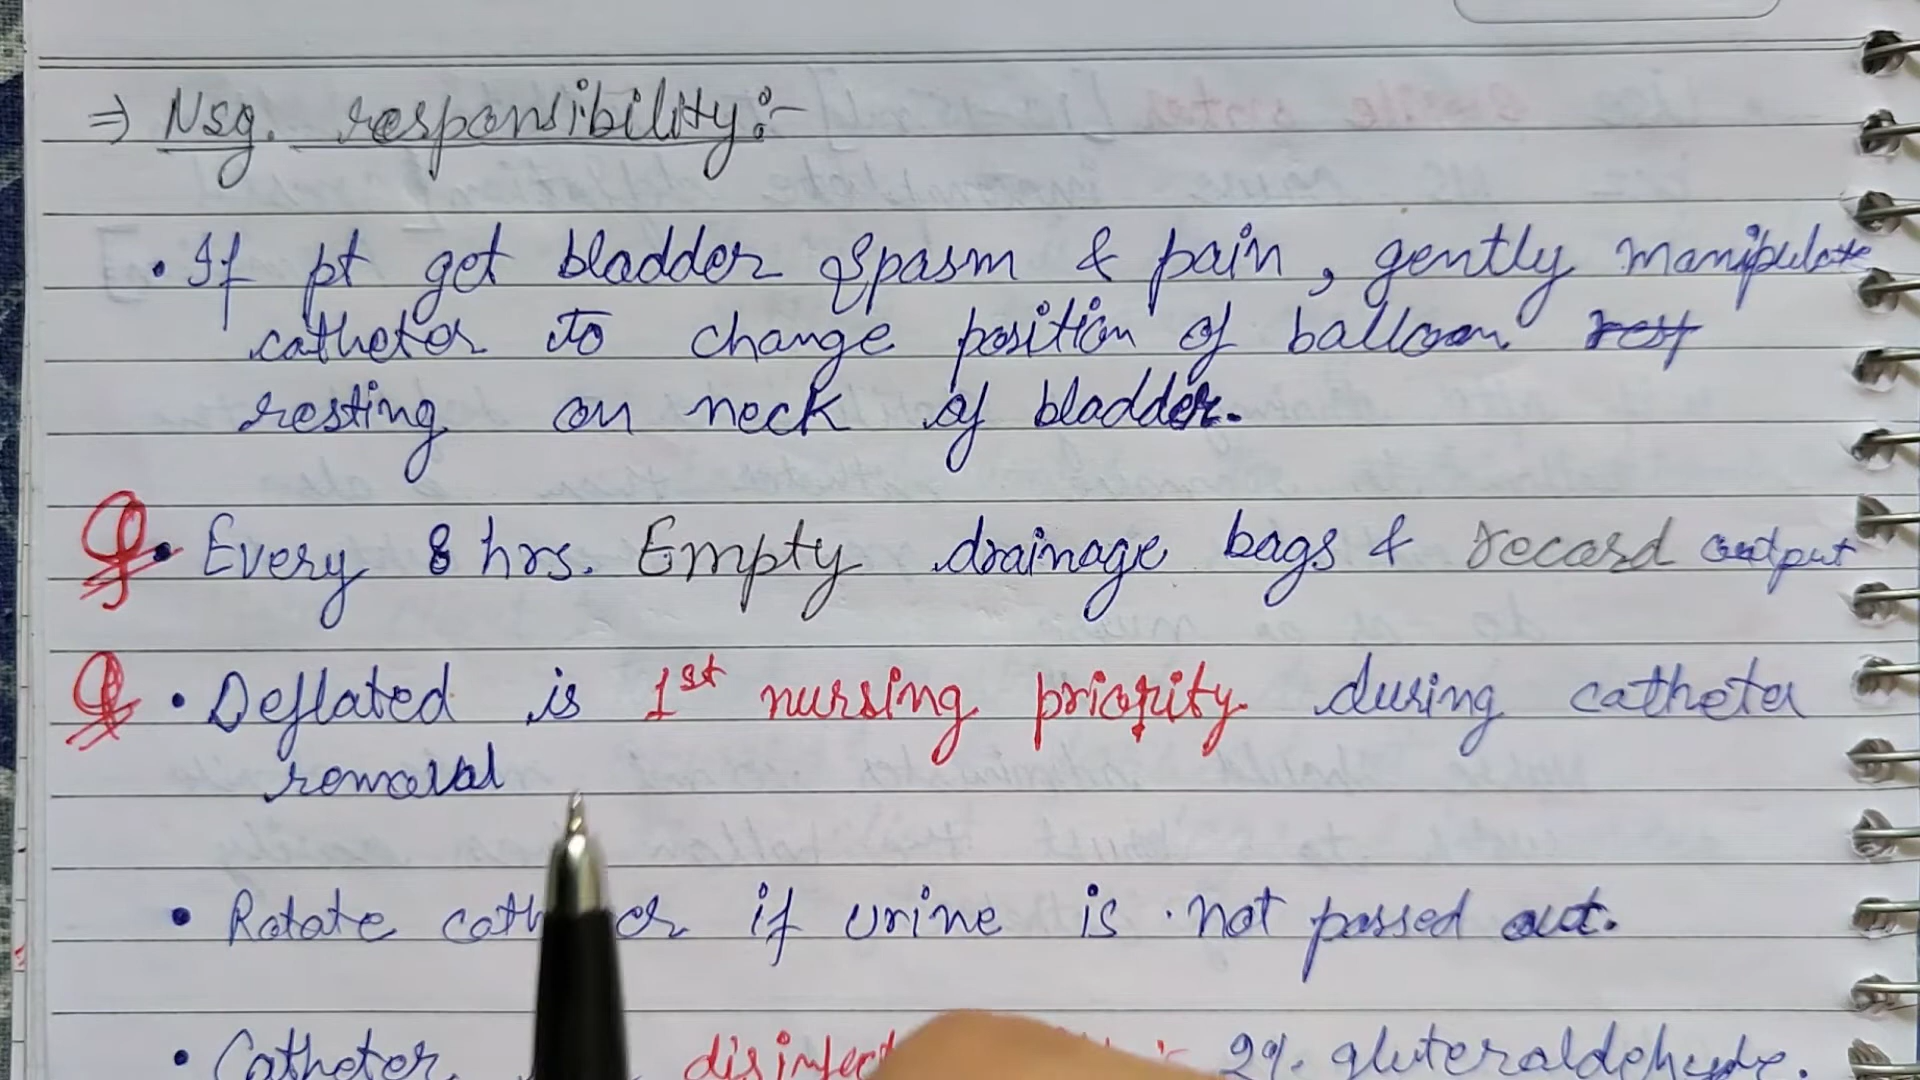 ⇒ Nsg. responsibility:-
• If pt get bladder spasm & pain, gently manipulate
catheter to change position of balloon rest
resting on neck of bladder.
Q • Every 8 hrs. Empty drainage bags & record output
Q • Deflated is 1st nursing priority during catheter
removal
• Rotate cath er if urine is not passed out.
• Catheter disinfect 2% gluteraldehyde.